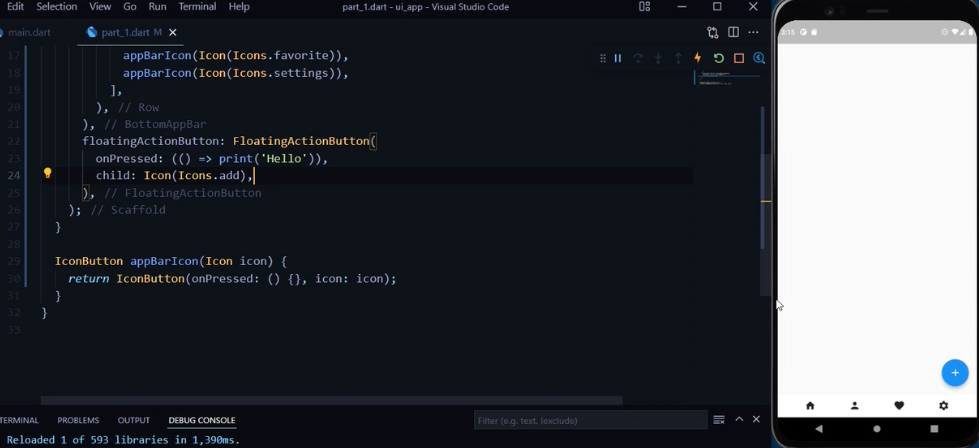 Edit Selection View Go Run Terminal Help part_1.dart - ui_app - Visual Studio Code
main.dart part_1.dart M
17 appBarIcon(Icon(Icons.favorite)),
18 appBarIcon(Icon(Icons.settings)),
19 ],
20 ), // Row
21 ), // BottomAppBar
22 floatingActionButton: FloatingActionButton(
23 onPressed: (() => print('Hello')),
24 child: Icon(Icons.add),
25 ), // FloatingActionButton
26 ); // Scaffold
27 }
28
29 IconButton appBarIcon(Icon icon) {
30 return IconButton(onPressed: () {}, icon: icon);
31 }
32 }
33
TERMINAL PROBLEMS OUTPUT DEBUG CONSOLE Filter (e.g. text, !exclude)
Reloaded 1 of 593 libraries in 1,390ms.
3:15